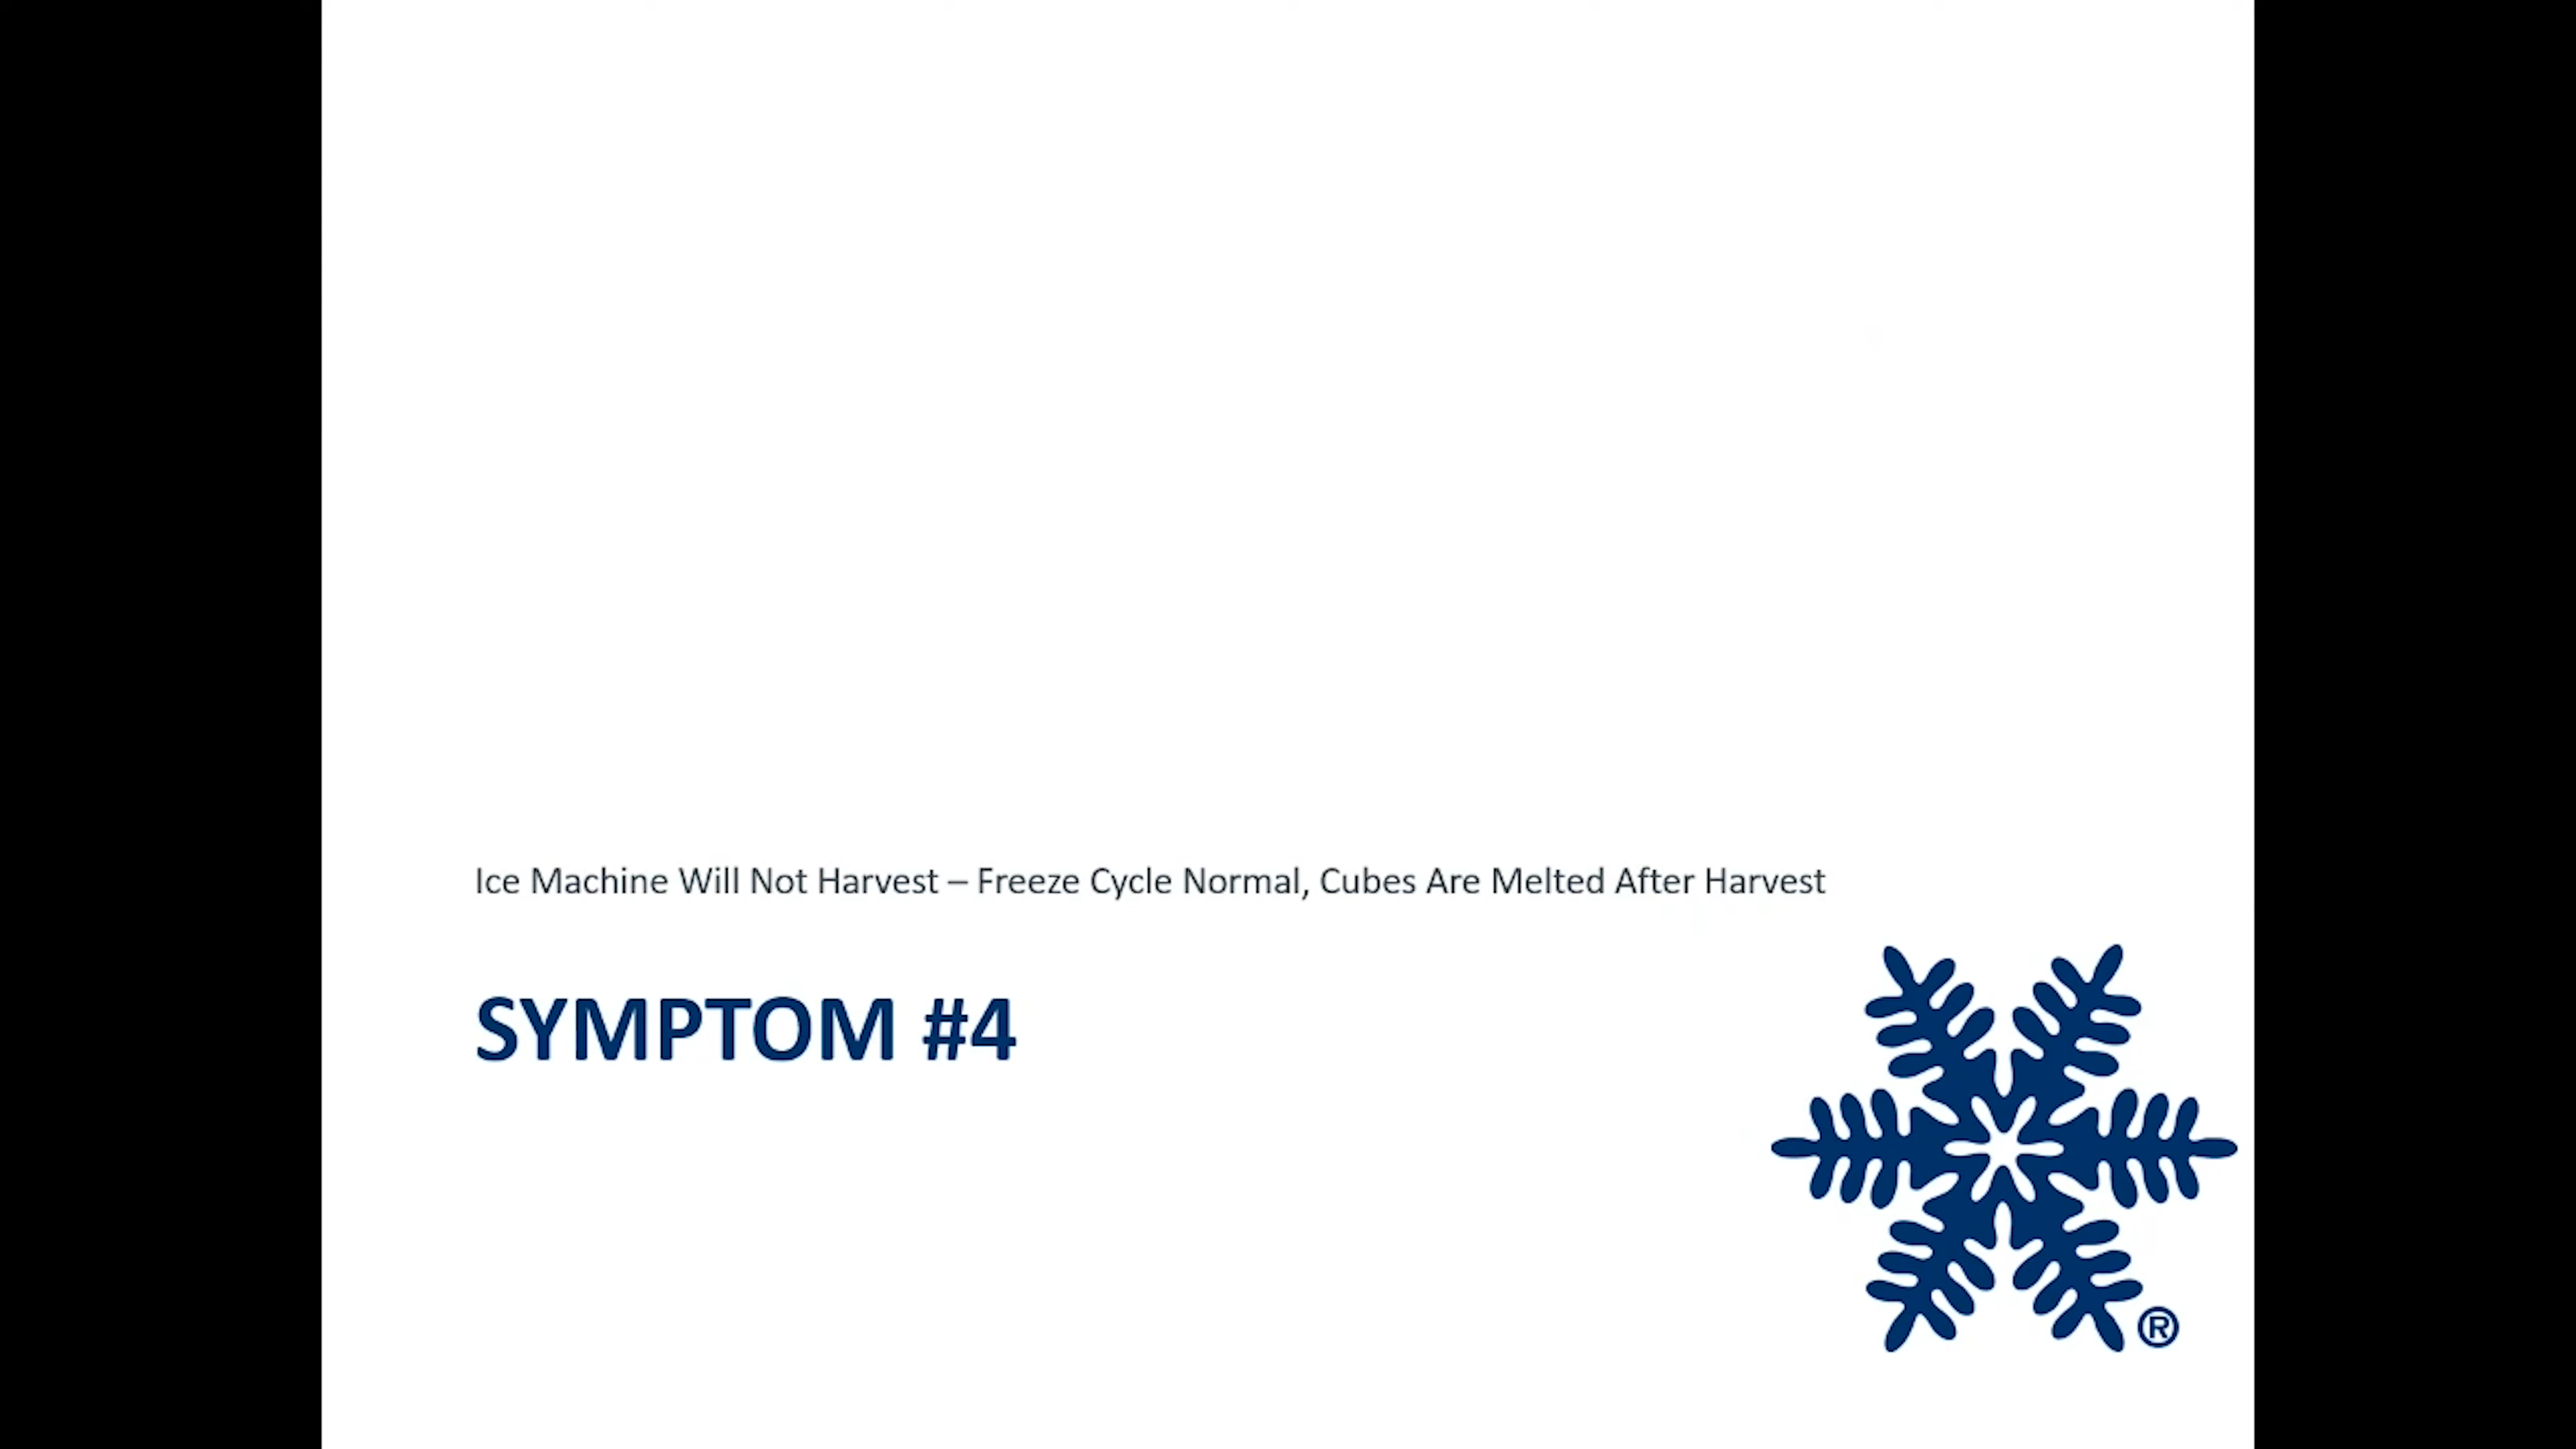 Ice Machine Will Not Harvest – Freeze Cycle Normal, Cubes Are Melted After Harvest
SYMPTOM #4
®